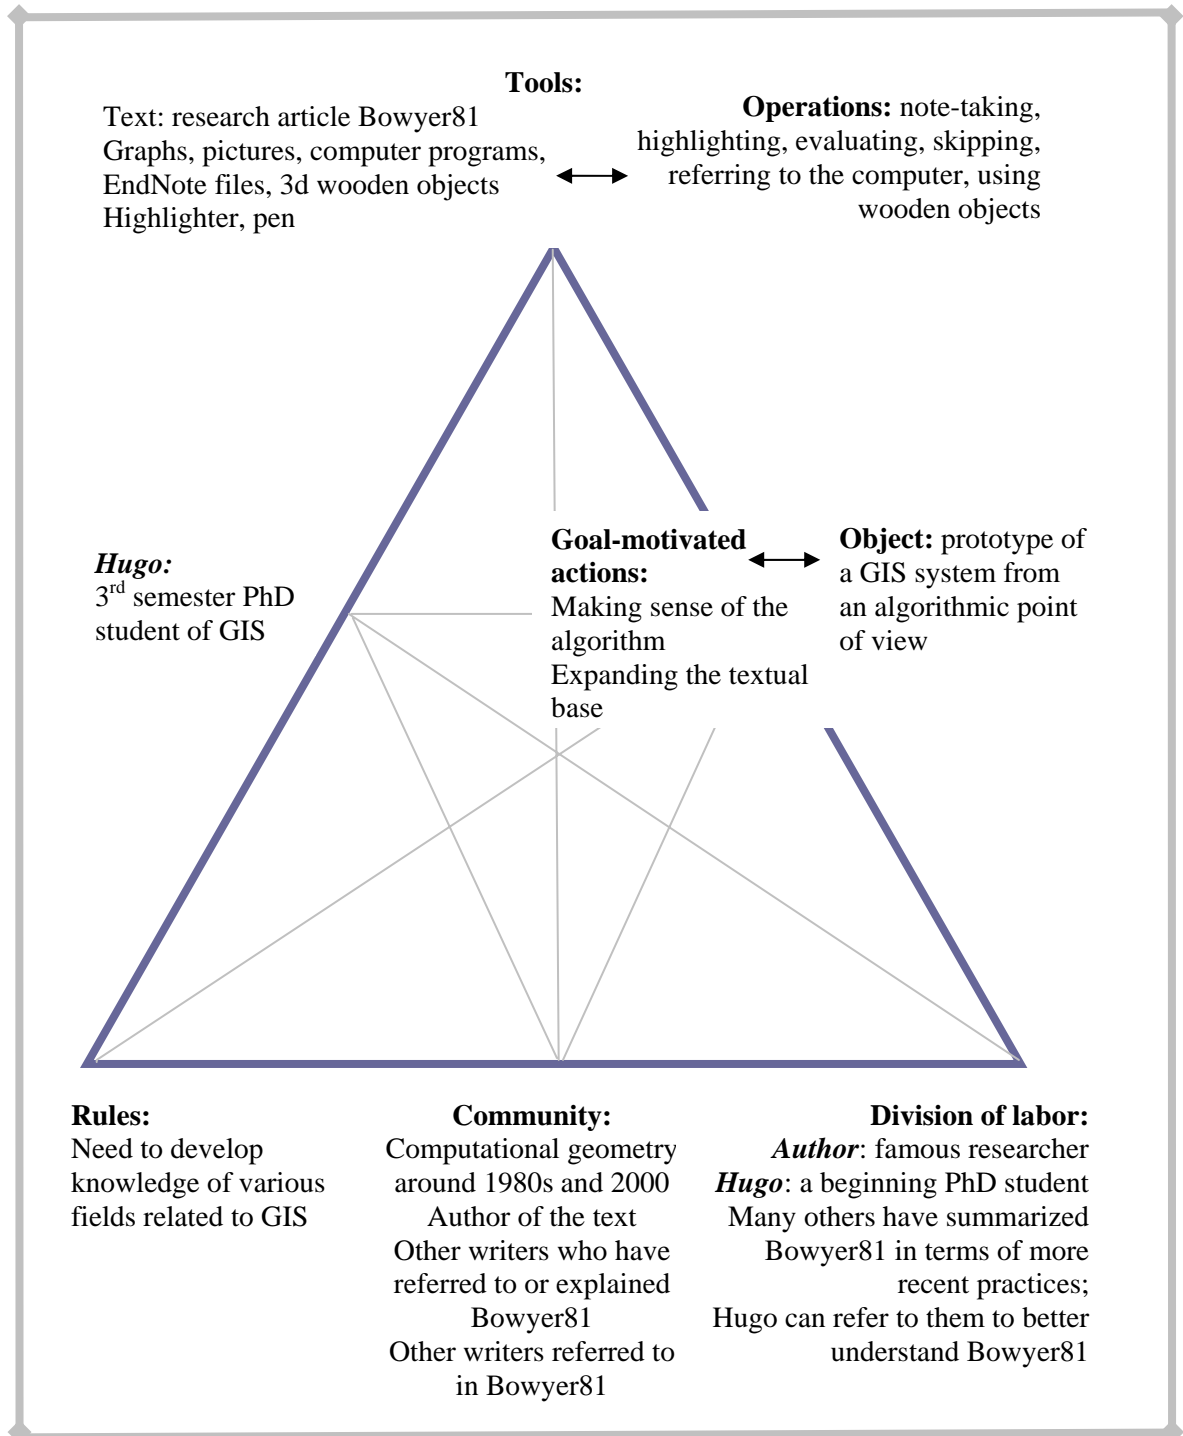 Tools:
Text: research article Bowyer81
Graphs, pictures, computer programs,
EndNote files, 3d wooden objects
Highlighter, pen
Operations: note-taking,
highlighting, evaluating, skipping,
referring to the computer, using
wooden objects
Hugo:
3rd semester PhD
student of GIS
Goal-motivated
actions:
Making sense of the
algorithm
Expanding the textual
base
Object: prototype of
a GIS system from
an algorithmic point
of view
Rules:
Need to develop
knowledge of various
fields related to GIS
Community:
Computational geometry
around 1980s and 2000
Author of the text
Other writers who have
referred to or explained
Bowyer81
Other writers referred to
in Bowyer81
Division of labor:
Author: famous researcher
Hugo: a beginning PhD student
Many others have summarized
Bowyer81 in terms of more
recent practices;
Hugo can refer to them to better
understand Bowyer81